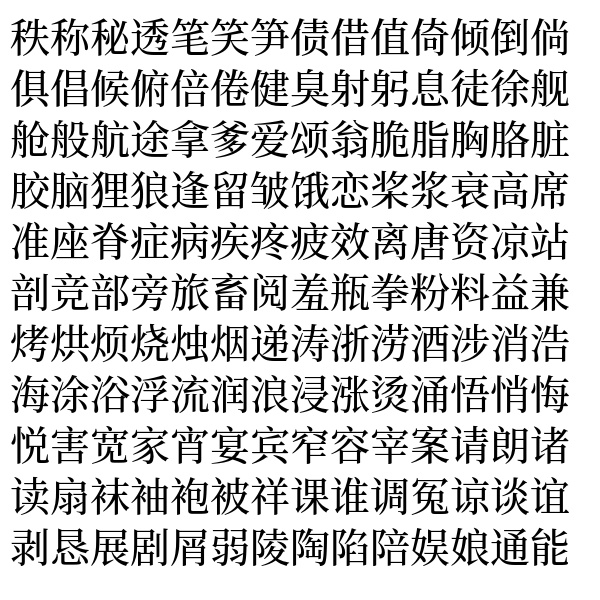 秩称秘透笔笑笋债借值倚倾倒倘
俱倡候俯倍倦健臭射躬息徒徐舰
舱般航途拿爹爱颂翁脆脂胸胳脏
胶脑狸狼逢留皱饿恋桨浆衰高席
准座脊症病疾疼疲效离唐资凉站
剖竞部旁旅畜阅羞瓶拳粉料益兼
烤烘烦烧烛烟递涛浙涝酒涉消浩
海涂浴浮流润浪浸涨烫涌悟悄悔
悦害宽家宵宴宾窄容宰案请朗诸
读扇袜袖袍被祥课谁调冤谅谈谊
剥恳展剧屑弱陵陶陷陪娱娘通能